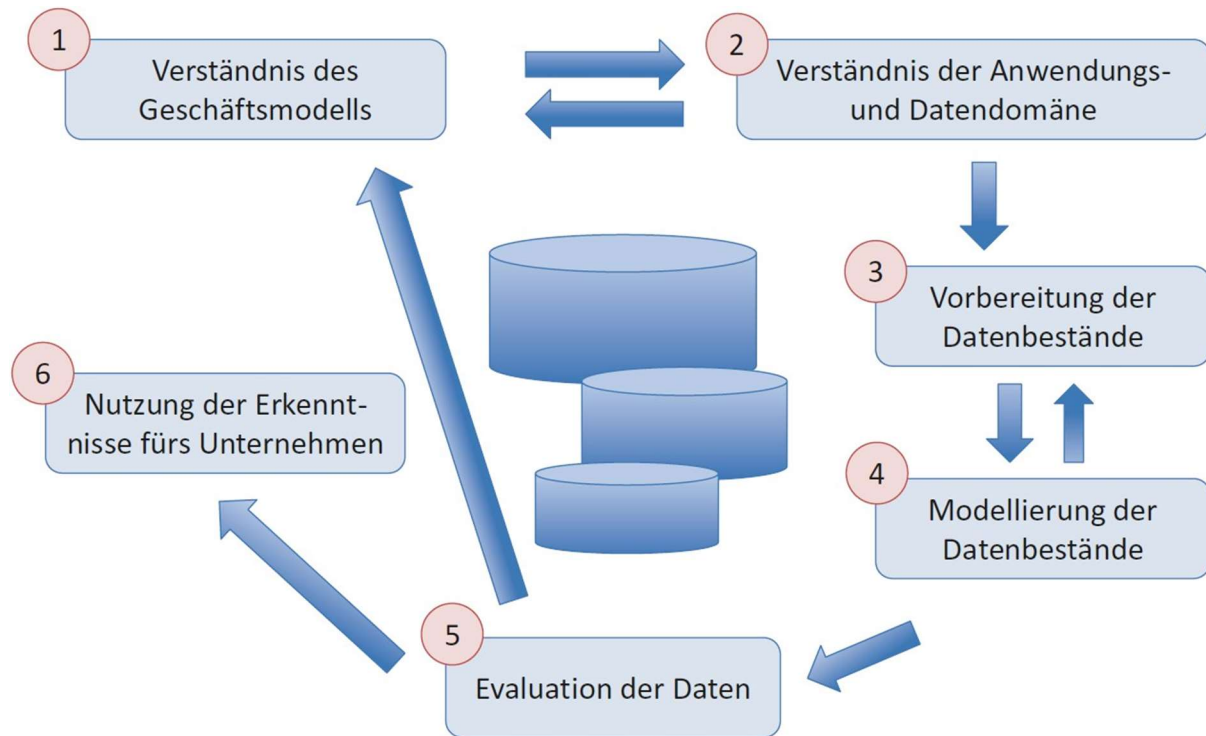 1
Verständnis des
Geschäftsmodells
2
Verständnis der Anwendungs-
und Datendomäne
3
Vorbereitung der
Datenbestände
4
Modellierung der
Datenbestände
5
Evaluation der Daten
6
Nutzung der Erkennt-
nisse fürs Unternehmen